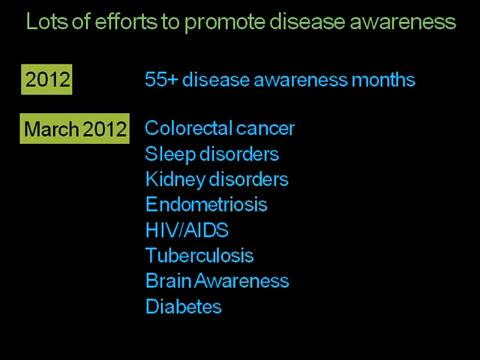 Lots of efforts to promote disease awareness
2012 55+ disease awareness months
March 2012 Colorectal cancer
Sleep disorders
Kidney disorders
Endometriosis
HIV/AIDS
Tuberculosis
Brain Awareness
Diabetes